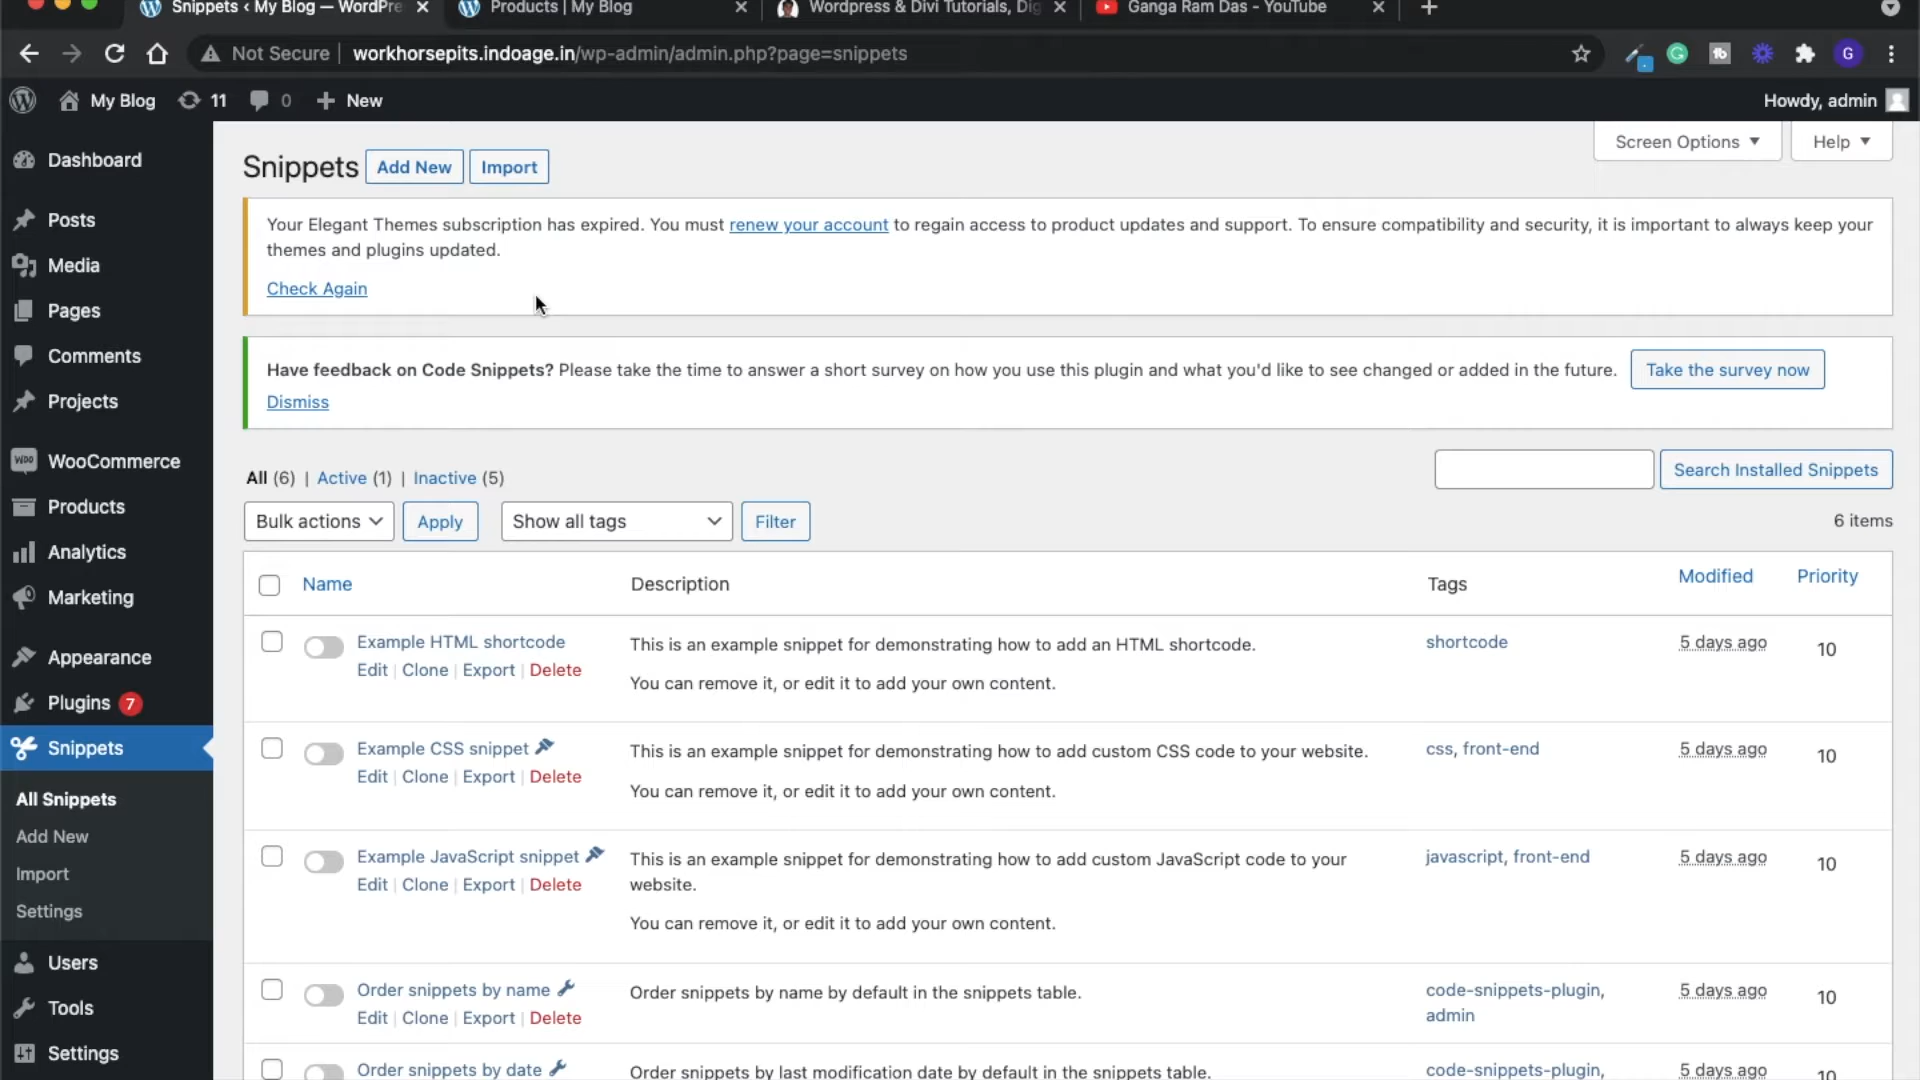 Snippets ‹ My Blog — WordPre
Products | My Blog
Wordpress & Divi Tutorials, Dig
Ganga Ram Das - YouTube
Not Secure
workhorsepits.indoage.in/wp-admin/admin.php?page=snippets
G
My Blog
11
0
New
Howdy, admin
Dashboard
Posts
Media
Pages
Comments
Projects
WooCommerce
Products
Analytics
Marketing
Appearance
Plugins 7
Snippets
All Snippets
Add New
Import
Settings
Users
Tools
Settings
Screen Options
Help
Snippets
Add New
Import
Your Elegant Themes subscription has expired. You must renew your account to regain access to product updates and support. To ensure compatibility and security, it is important to always keep your
themes and plugins updated.
Check Again
Have feedback on Code Snippets? Please take the time to answer a short survey on how you use this plugin and what you'd like to see changed or added in the future.
Take the survey now
Dismiss
All (6) | Active (1) | Inactive (5)
Search Installed Snippets
Bulk actions
Apply
Show all tags
Filter
6 items
Name Description Tags Modified Priority
Example HTML shortcode
Edit | Clone | Export | Delete
This is an example snippet for demonstrating how to add an HTML shortcode.
You can remove it, or edit it to add your own content.
shortcode
5 days ago
10
Example CSS snippet
Edit | Clone | Export | Delete
This is an example snippet for demonstrating how to add custom CSS code to your website.
You can remove it, or edit it to add your own content.
css, front-end
5 days ago
10
Example JavaScript snippet
Edit | Clone | Export | Delete
This is an example snippet for demonstrating how to add custom JavaScript code to your
website.
You can remove it, or edit it to add your own content.
javascript, front-end
5 days ago
10
Order snippets by name
Edit | Clone | Export | Delete
Order snippets by name by default in the snippets table.
code-snippets-plugin,
admin
5 days ago
10
Order snippets by date
Order snippets by last modification date by default in the snippets table.
code-snippets-plugin,
5 days ago
10